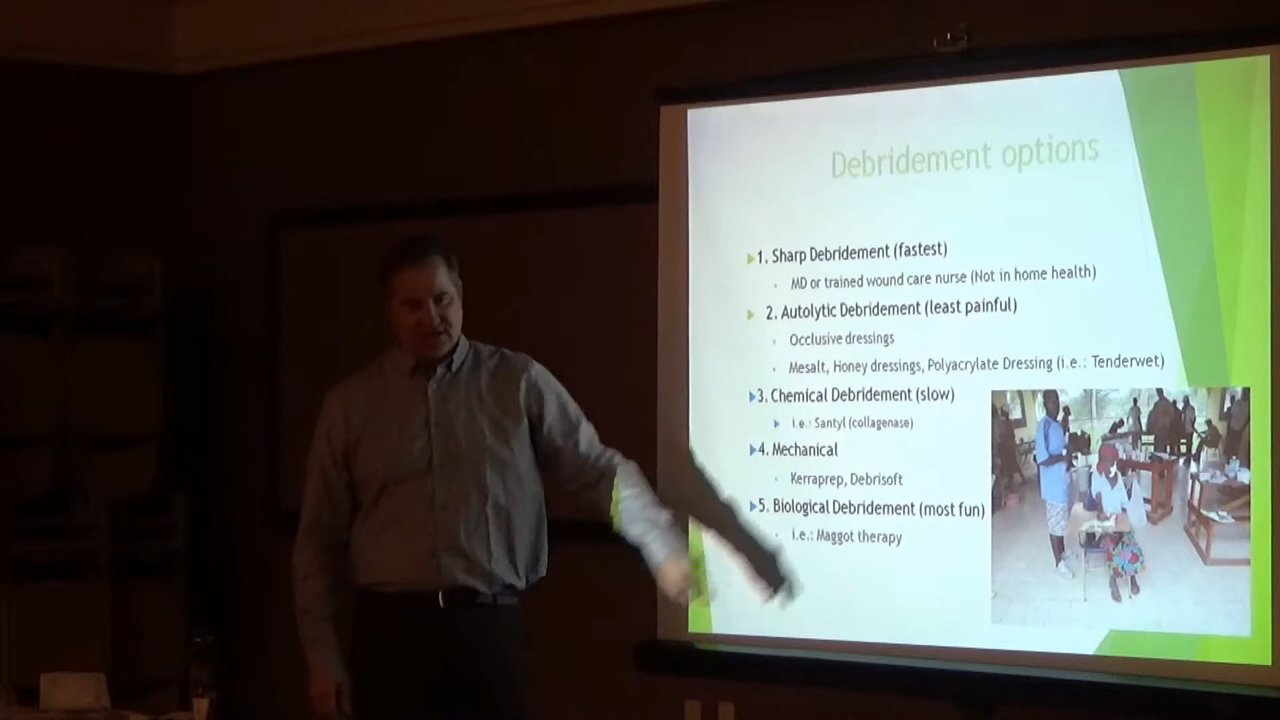 Debridement options
1. Sharp Debridement (fastest)
MD or trained wound care nurse (Not in home health)
2. Autolytic Debridement (least painful)
Occlusive dressings
Mesalt, Honey dressings, Polyacrylate Dressing (i.e.: Tenderwet)
3. Chemical Debridement (slow)
i.e.: Santyl (collagenase)
4. Mechanical
Kerraprep, Debrisoft
5. Biological Debridement (most fun)
i.e.: Maggot therapy